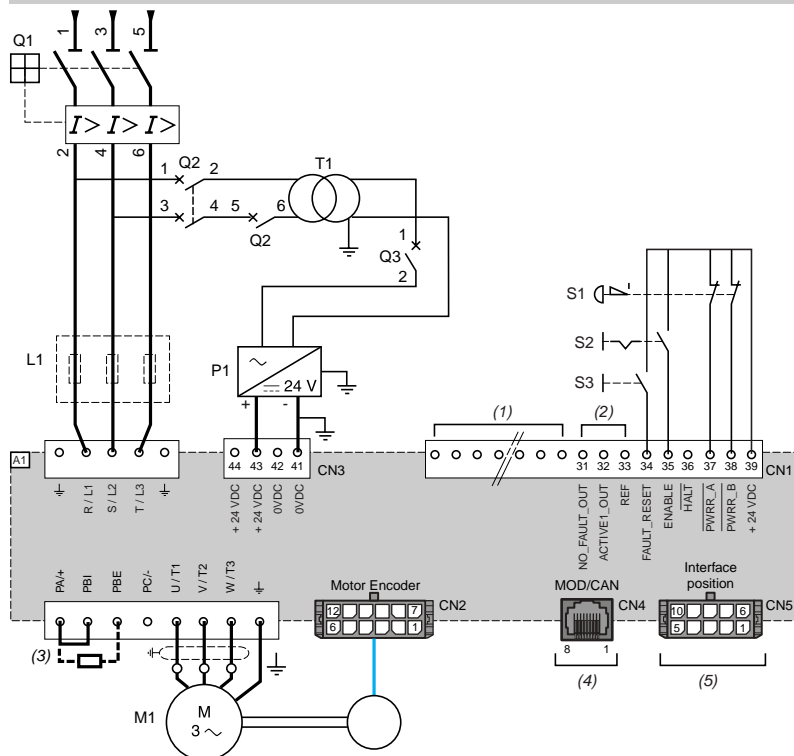 1 3 5
Q1
I> I> I>
2 4 6
1 Q2 2
T1
3 4 5 6
Q2
1
Q3
2
S1
S2
S3
L1
P1
24 V
+ -
(1) (2)
A1
44 43 42 41 CN3
31 32 33 34 35 36 37 38 39 CN1
R / L1
S / L2
T / L3
+ 24 VDC
+ 24 VDC
0VDC
0VDC
NO_FAULT_OUT
ACTIVE1_OUT
REF
FAULT_RESET
ENABLE
HALT
PWRR_A
PWRR_B
+ 24 VDC
PA/+
PBI
PBE
PC/-
U / T1
V / T2
W / T3
Motor Encoder
12 7 CN2
6 1
MOD/CAN
CN4
8 1
Interface
position
10 6 CN5
5 1
(3)
(4) (5)
M1
M
3 ~